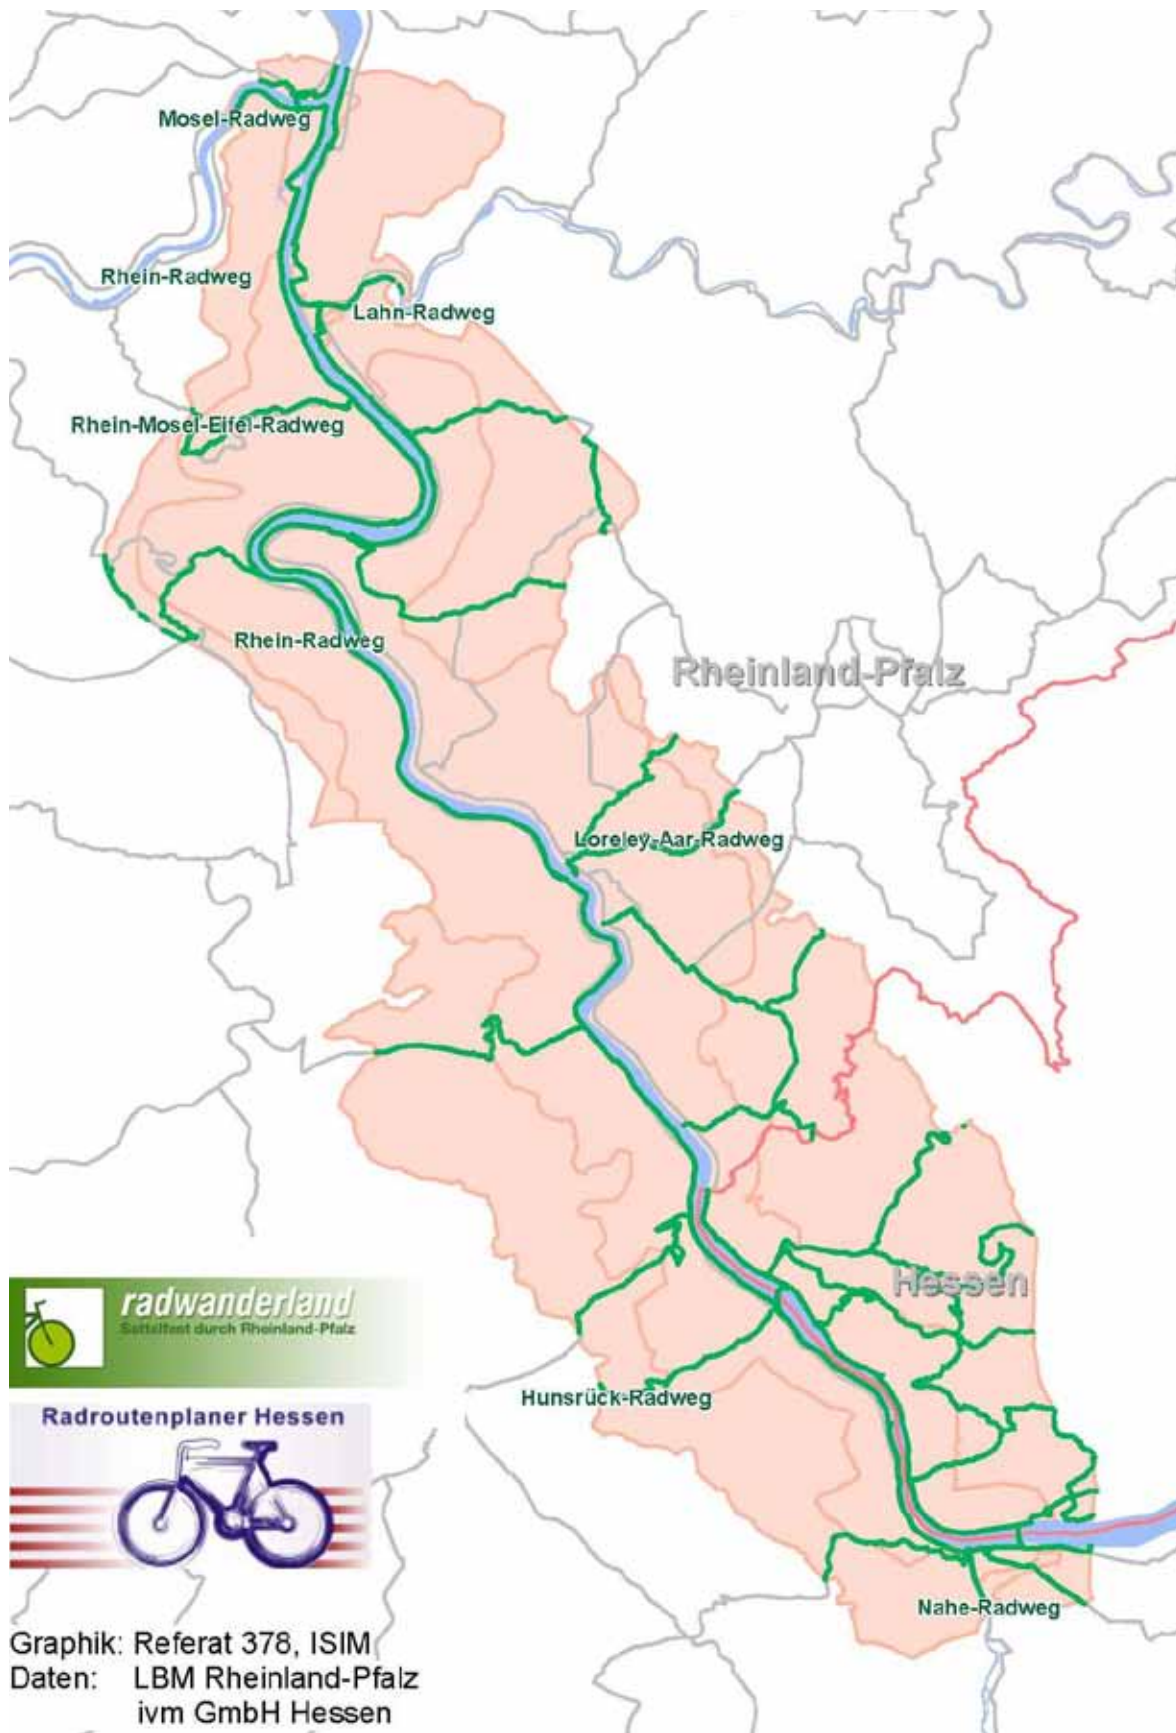 Mosel-Radweg
Rhein-Radweg
Lahn-Radweg
Rhein-Mosel-Eifel-Radweg
Rhein-Radweg
Rheinland-Pfalz
Loreley-Aar-Radweg
Hessen
radwanderland
Sattelfest durch Rheinland-Pfalz
Hunsrück-Radweg
Radroutenplaner Hessen
Nahe-Radweg
Graphik: Referat 378, ISIM
Daten: LBM Rheinland-Pfalz
ivm GmbH Hessen